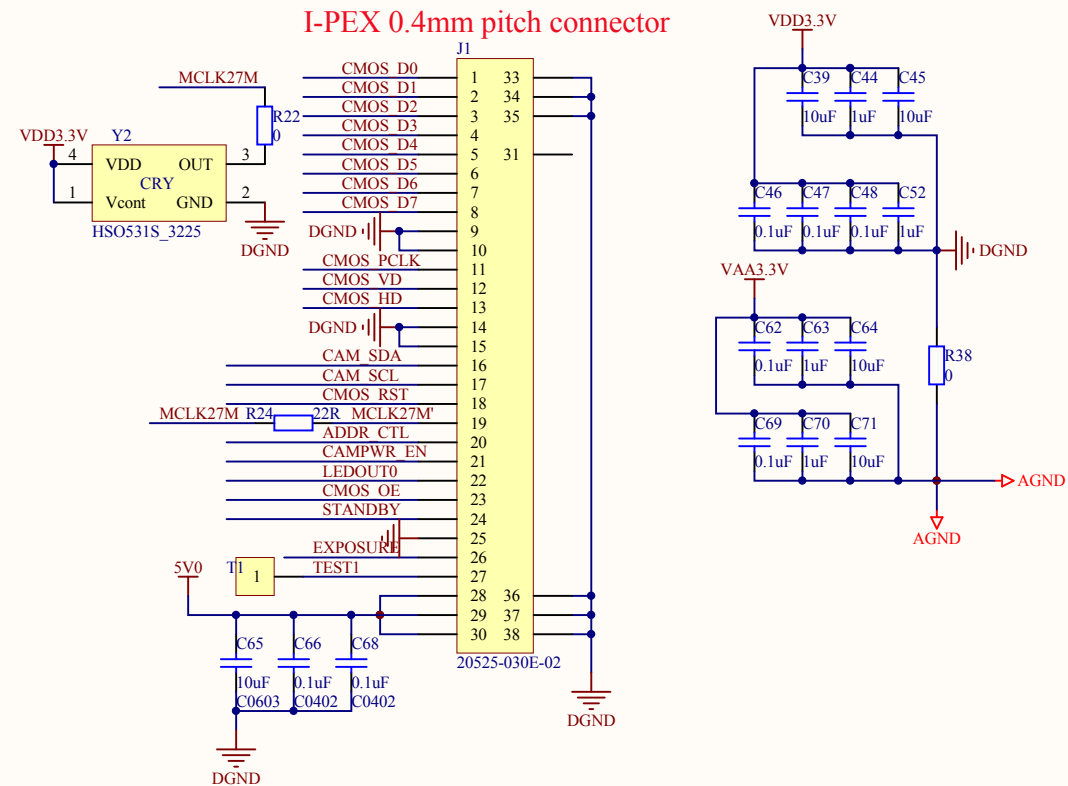 I-PEX 0.4mm pitch connector
MCLK27M
R22
0
VDD3.3V
Y2
4
VDD
OUT
3
CRY
1
Vcont
GND
2
HSO531S_3225
DGND
J1
CMOS_D0
1
CMOS_D1
2
CMOS_D2
3
CMOS_D3
4
CMOS_D4
5
CMOS_D5
6
CMOS_D6
7
CMOS_D7
8
DGND
9
10
CMOS_PCLK
11
CMOS_VD
12
CMOS_HD
13
DGND
14
15
CAM_SDA
16
CAM_SCL
17
CMOS_RST
18
MCLK27M
R24
22R
MCLK27M'
19
ADDR_CTL
20
CAMPWR_EN
21
LEDOUT0
22
CMOS_OE
23
STANDBY
24
25
EXPOSURE
26
T1
1
TEST1
27
28
29
30
33
34
35
31
36
37
38
20525-030E-02
DGND
5V0
C65
10uF
C0603
C66
0.1uF
C0402
C68
0.1uF
C0402
DGND
VDD3.3V
C39
10uF
C44
1uF
C45
10uF
C46
0.1uF
C47
0.1uF
C48
0.1uF
C52
1uF
DGND
VAA3.3V
C62
0.1uF
C63
1uF
C64
10uF
R38
0
C69
0.1uF
C70
1uF
C71
10uF
AGND
AGND